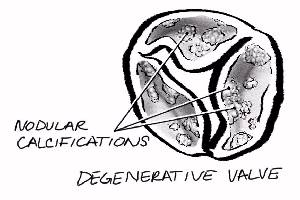 NODULAR
CALCIFICATIONS
DEGENERATIVE VALVE